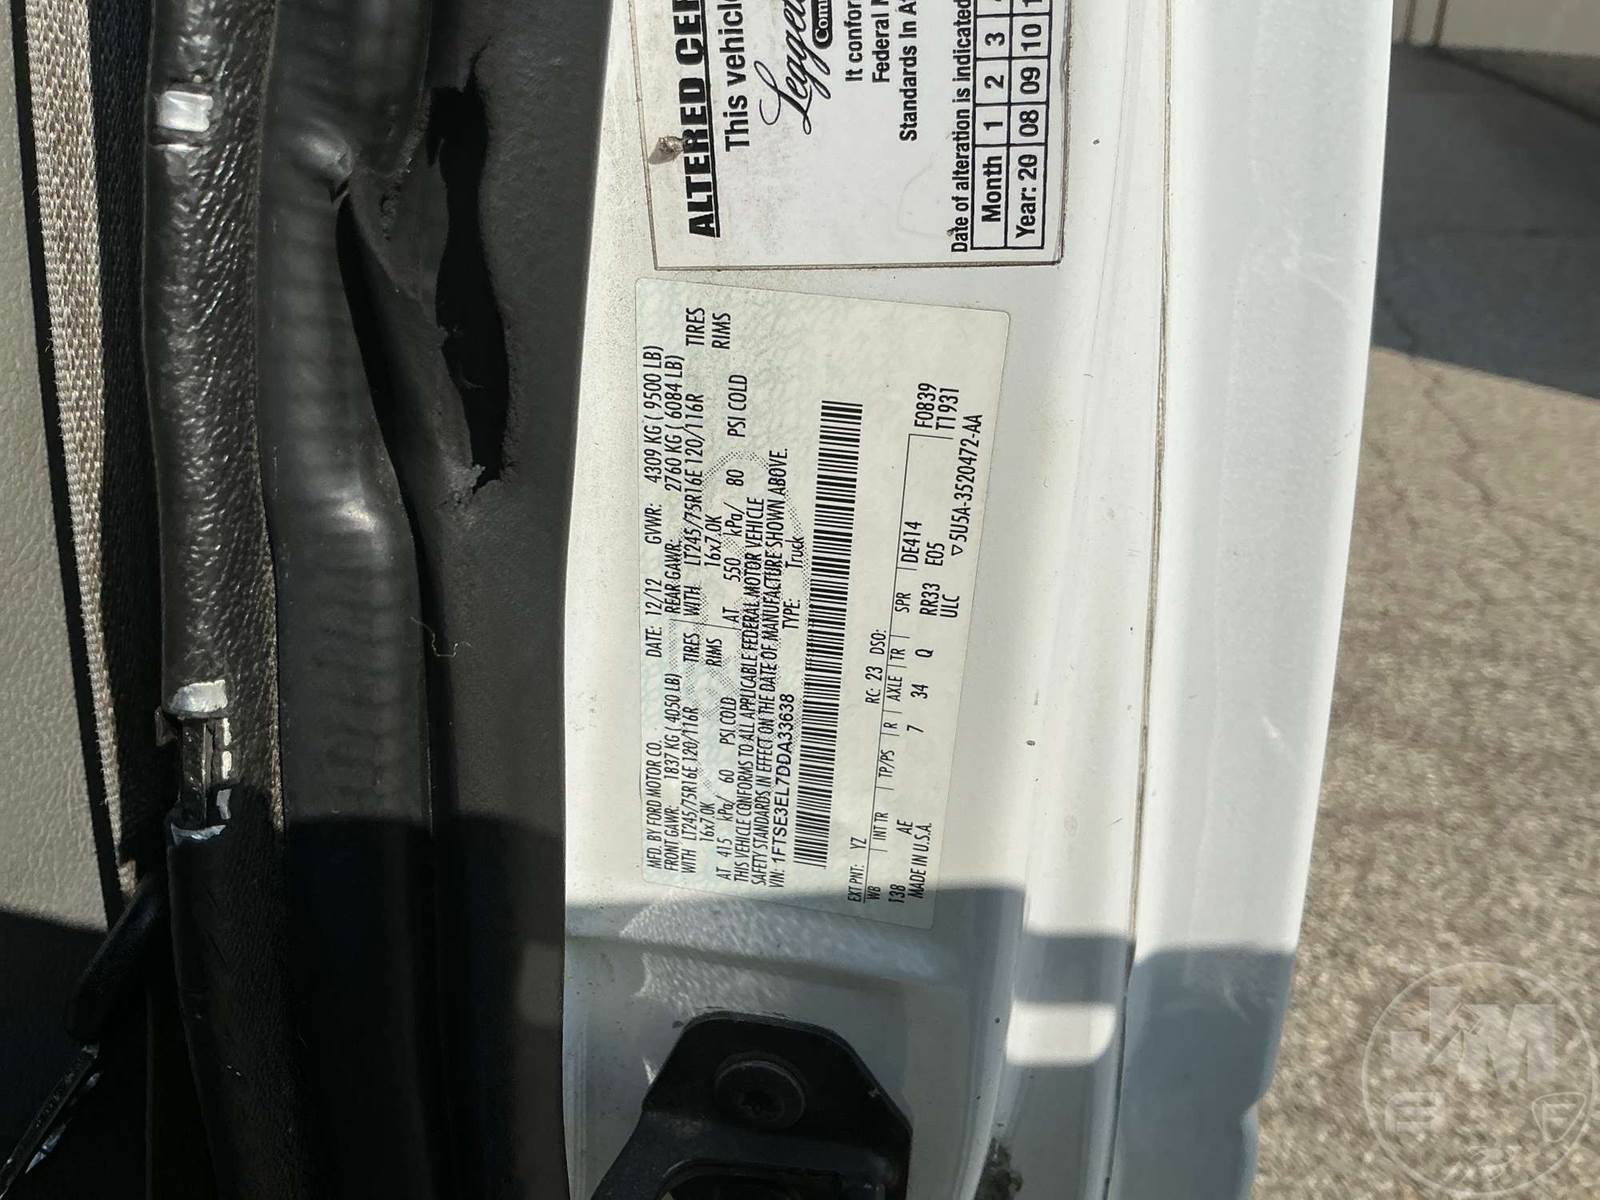 ALTERED CER
This vehicle
Leggett
Com
It confor
Federal M
Standards In A
Date of alteration is indicated
Month 1 2 3 4
Year: 20 08 09 10 1
MFD. BY FORD MOTOR CO. DATE: 12/12 GVWR: 4309 KG ( 9500 LB)
FRONT GAWR: 1837 KG ( 4050 LB) REAR GAWR: 2760 KG ( 6084 LB)
WITH LT245/75R16E 120/116R TIRES WITH LT245/75R16E 120/116R TIRES
16x7.0K RIMS 16x7.0K RIMS
AT 415 kPa/ 60 PSI COLD AT 550 kPa/ 80 PSI COLD
THIS VEHICLE CONFORMS TO ALL APPLICABLE FEDERAL MOTOR VEHICLE
SAFETY STANDARDS IN EFFECT ON THE DATE OF MANUFACTURE SHOWN ABOVE.
VIN: 1FTSE3EL7DDA33638 TYPE: Truck
EXT PNT: YZ RC: 23 DSO:
WB INT TR TP/PS R AXLE TR SPR DE414 F0839
138 AE 7 34 Q RR33 E05 T1931
MADE IN U.S.A. ULC ▽5U5A-3520472-AA
JM